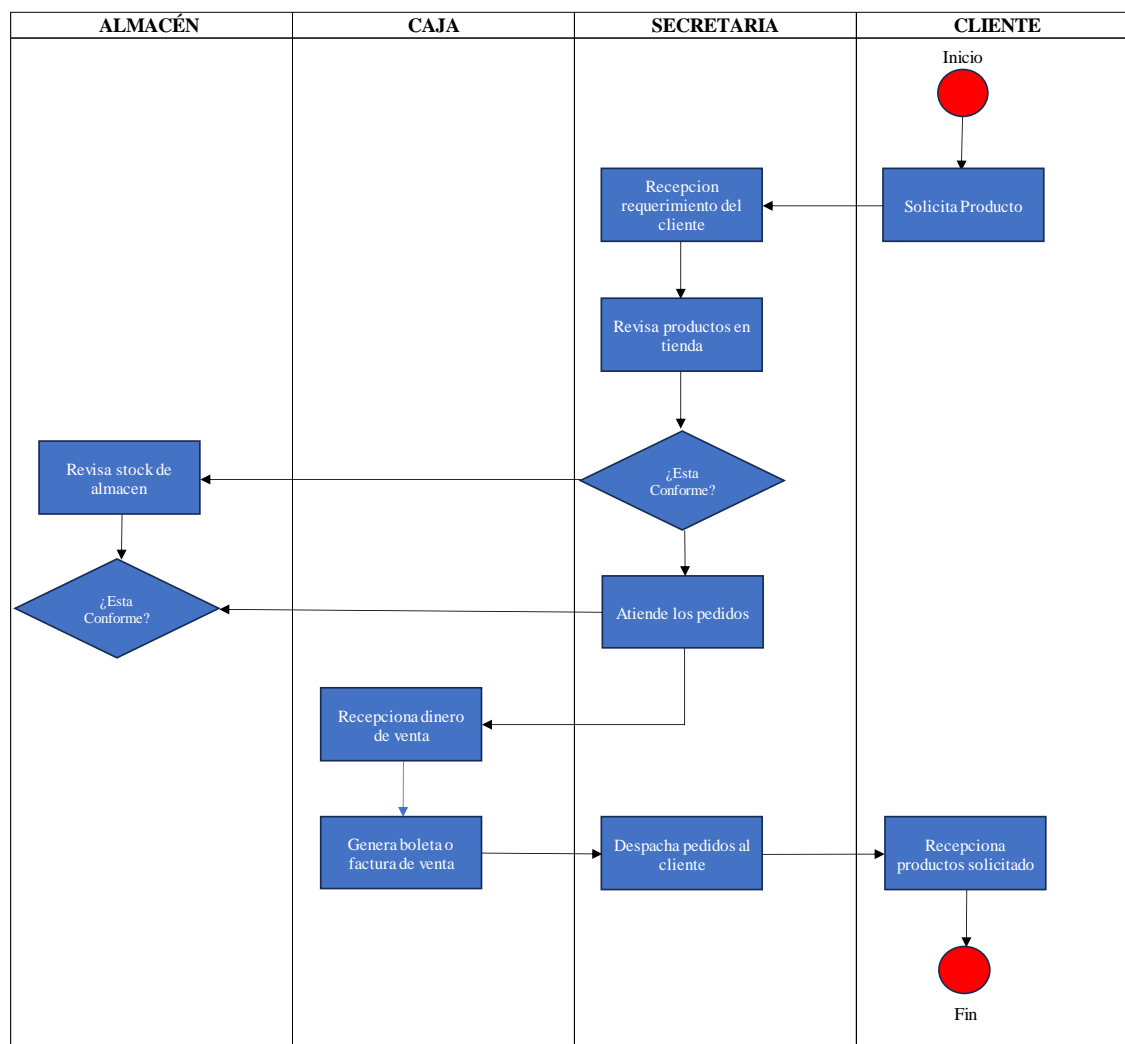 ALMACÉN
CAJA
SECRETARIA
CLIENTE
Inicio
Recepcion
requerimiento del
cliente
Solicita Producto
Revisa productos en
tienda
¿Esta
Conforme?
Revisa stock de
almacen
¿Esta
Conforme?
Atiende los pedidos
Recepciona dinero
de venta
Genera boleta o
factura de venta
Despacha pedidos al
cliente
Recepciona
productos solicitado
Fin